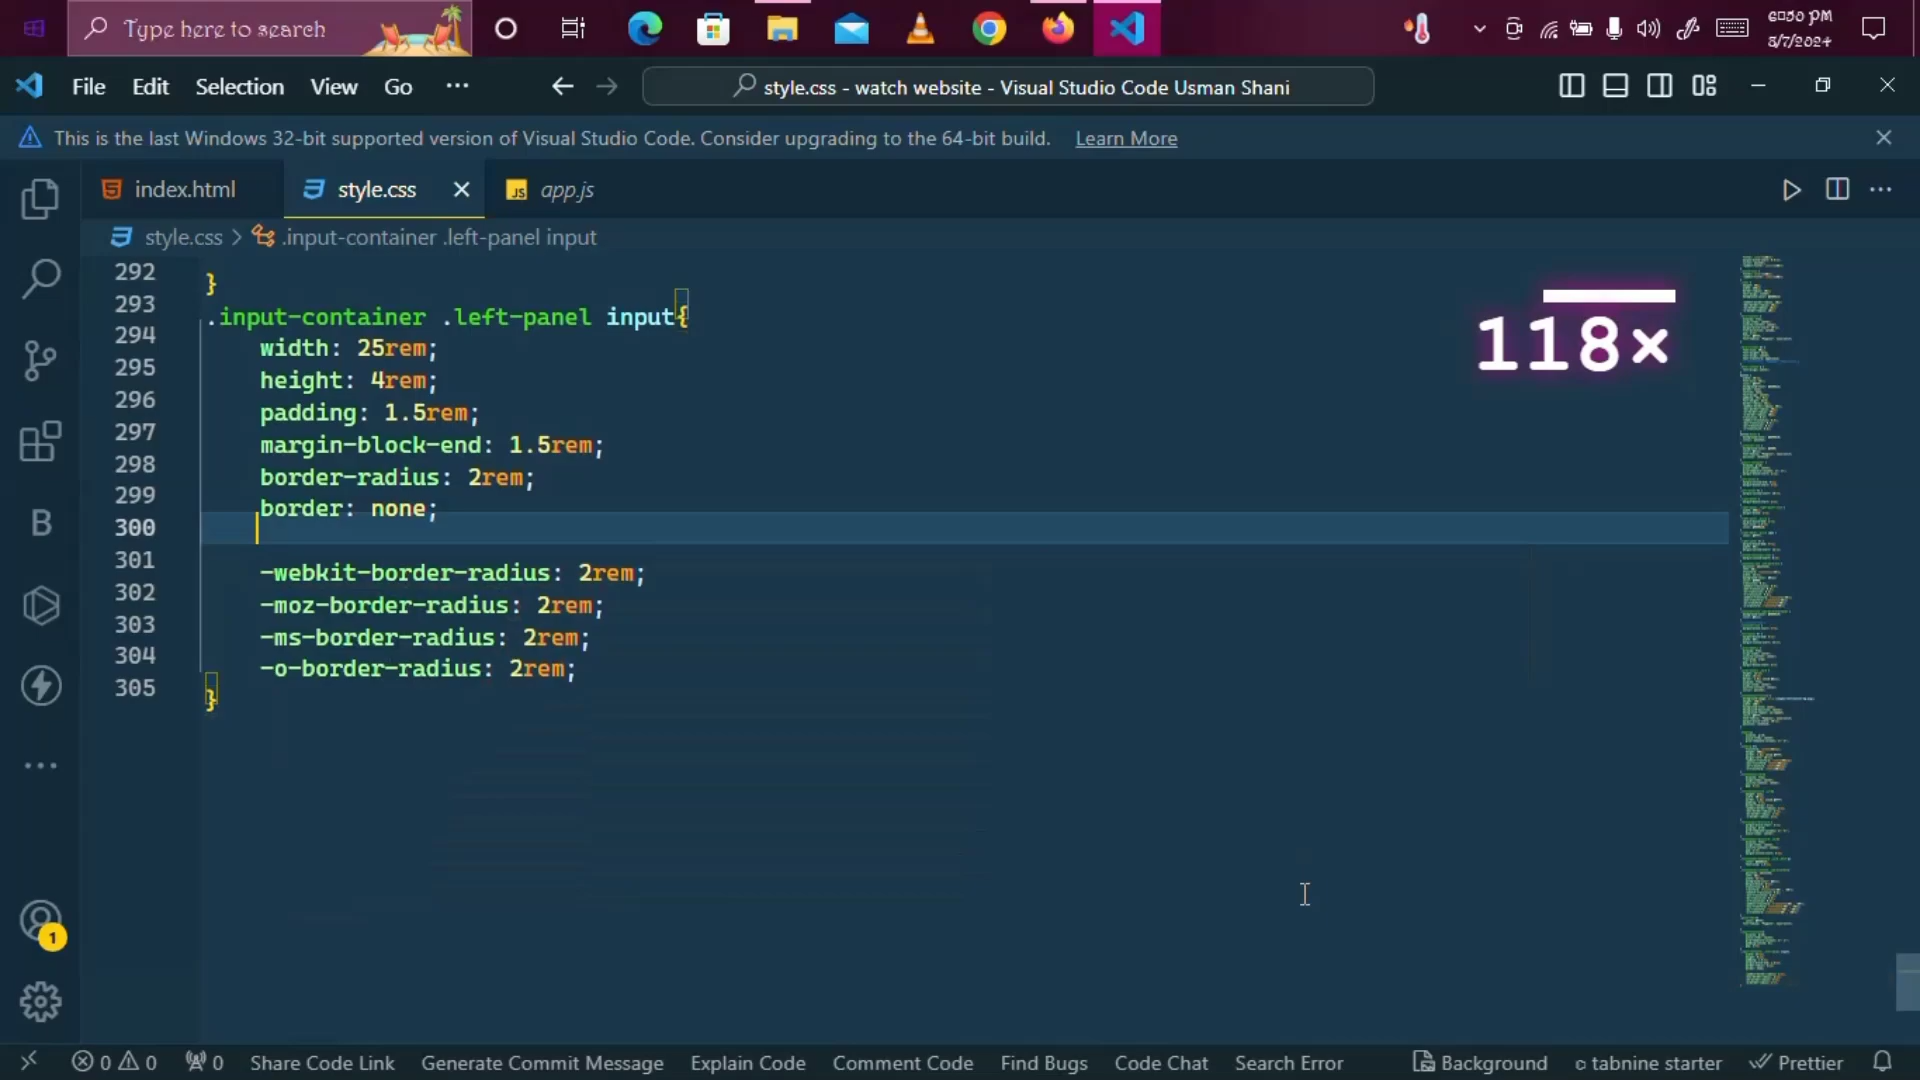 Type here to search
6:30 PM
3/7/2024
File Edit Selection View Go ···
style.css - watch website - Visual Studio Code Usman Shani
This is the last Windows 32-bit supported version of Visual Studio Code. Consider upgrading to the 64-bit build. Learn More
index.html style.css JS app.js
style.css > .input-container .left-panel input
292 }
293 .input-container .left-panel input{
294 width: 25rem;
295 height: 4rem;
296 padding: 1.5rem;
297 margin-block-end: 1.5rem;
298 border-radius: 2rem;
299 border: none;
300
301 -webkit-border-radius: 2rem;
302 -moz-border-radius: 2rem;
303 -ms-border-radius: 2rem;
304 -o-border-radius: 2rem;
305 }
118×
B
1
0 0 0 Share Code Link Generate Commit Message Explain Code Comment Code Find Bugs Code Chat Search Error Background tabnine starter Prettier